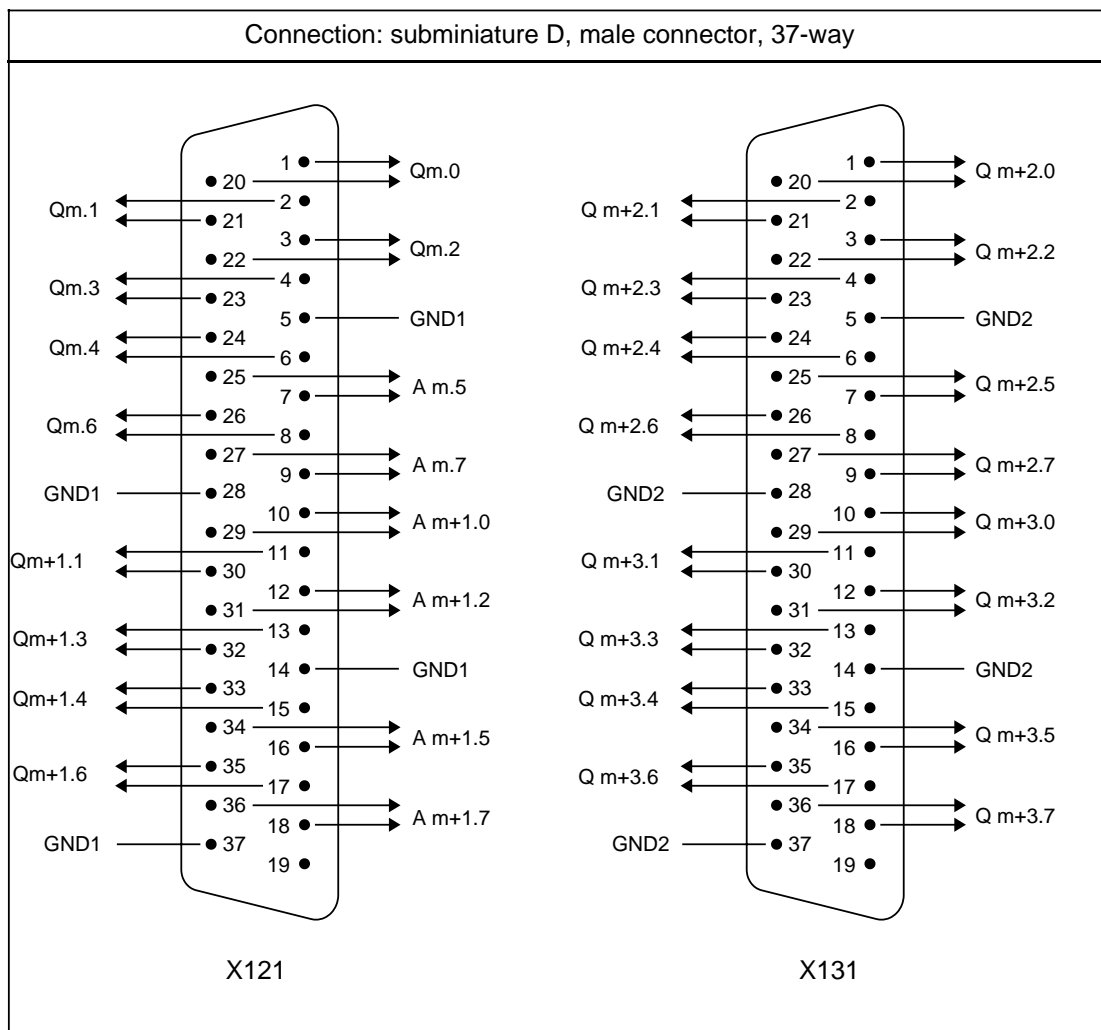 Connection: subminiature D, male connector, 37-way
1 Qm.0
20
Qm.1 2
21
3 Qm.2
22
Qm.3 4
23
5 GND1
Qm.4 24
6
25 A m.5
7
Qm.6 26
8
27 A m.7
9
GND1 28
10 A m+1.0
29
Qm+1.1 11
30
12 A m+1.2
31
Qm+1.3 13
32
14 GND1
Qm+1.4 33
15
34 A m+1.5
16
Qm+1.6 35
17
36 A m+1.7
18
GND1 37
19
X121
1 Q m+2.0
20
Q m+2.1 2
21
3 Q m+2.2
22
Q m+2.3 4
23
5 GND2
Q m+2.4 24
6
25 Q m+2.5
7
Q m+2.6 26
8
27 Q m+2.7
9
GND2 28
10 Q m+3.0
29
Q m+3.1 11
30
12 Q m+3.2
31
Q m+3.3 13
32
14 GND2
Q m+3.4 33
15
34 Q m+3.5
16
Q m+3.6 35
17
36 Q m+3.7
18
GND2 37
19
X131